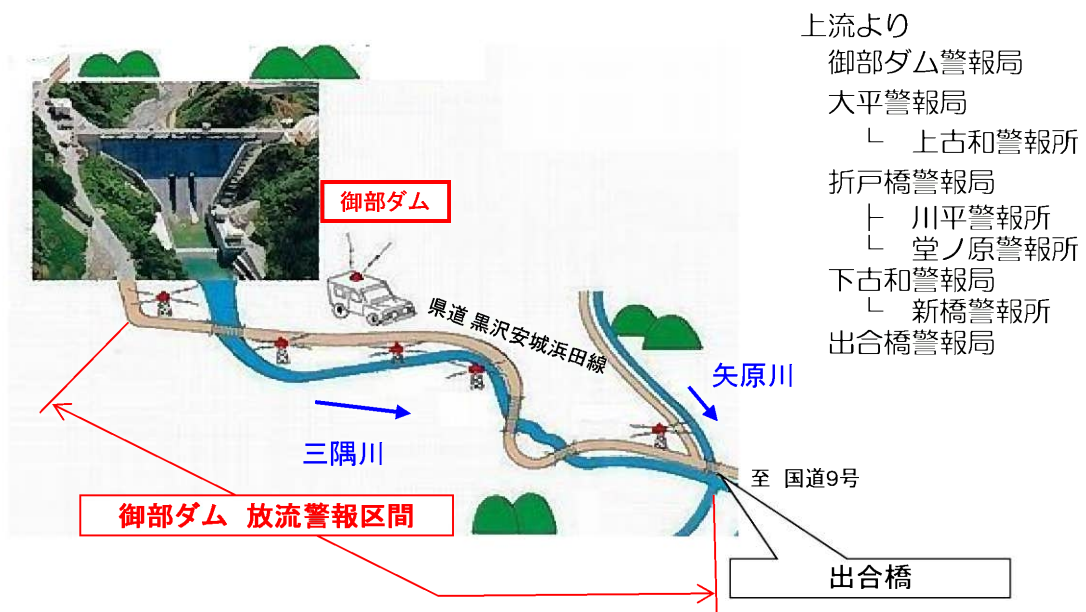 上流より
御部ダム警報局
大平警報局
└ 上古和警報所
折戸橋警報局
├ 川平警報所
└ 堂ノ原警報所
下古和警報局
└ 新橋警報所
出合橋警報局
御部ダム
県道 黒沢安城浜田線
矢原川
三隅川
至 国道9号
御部ダム 放流警報区間
出合橋